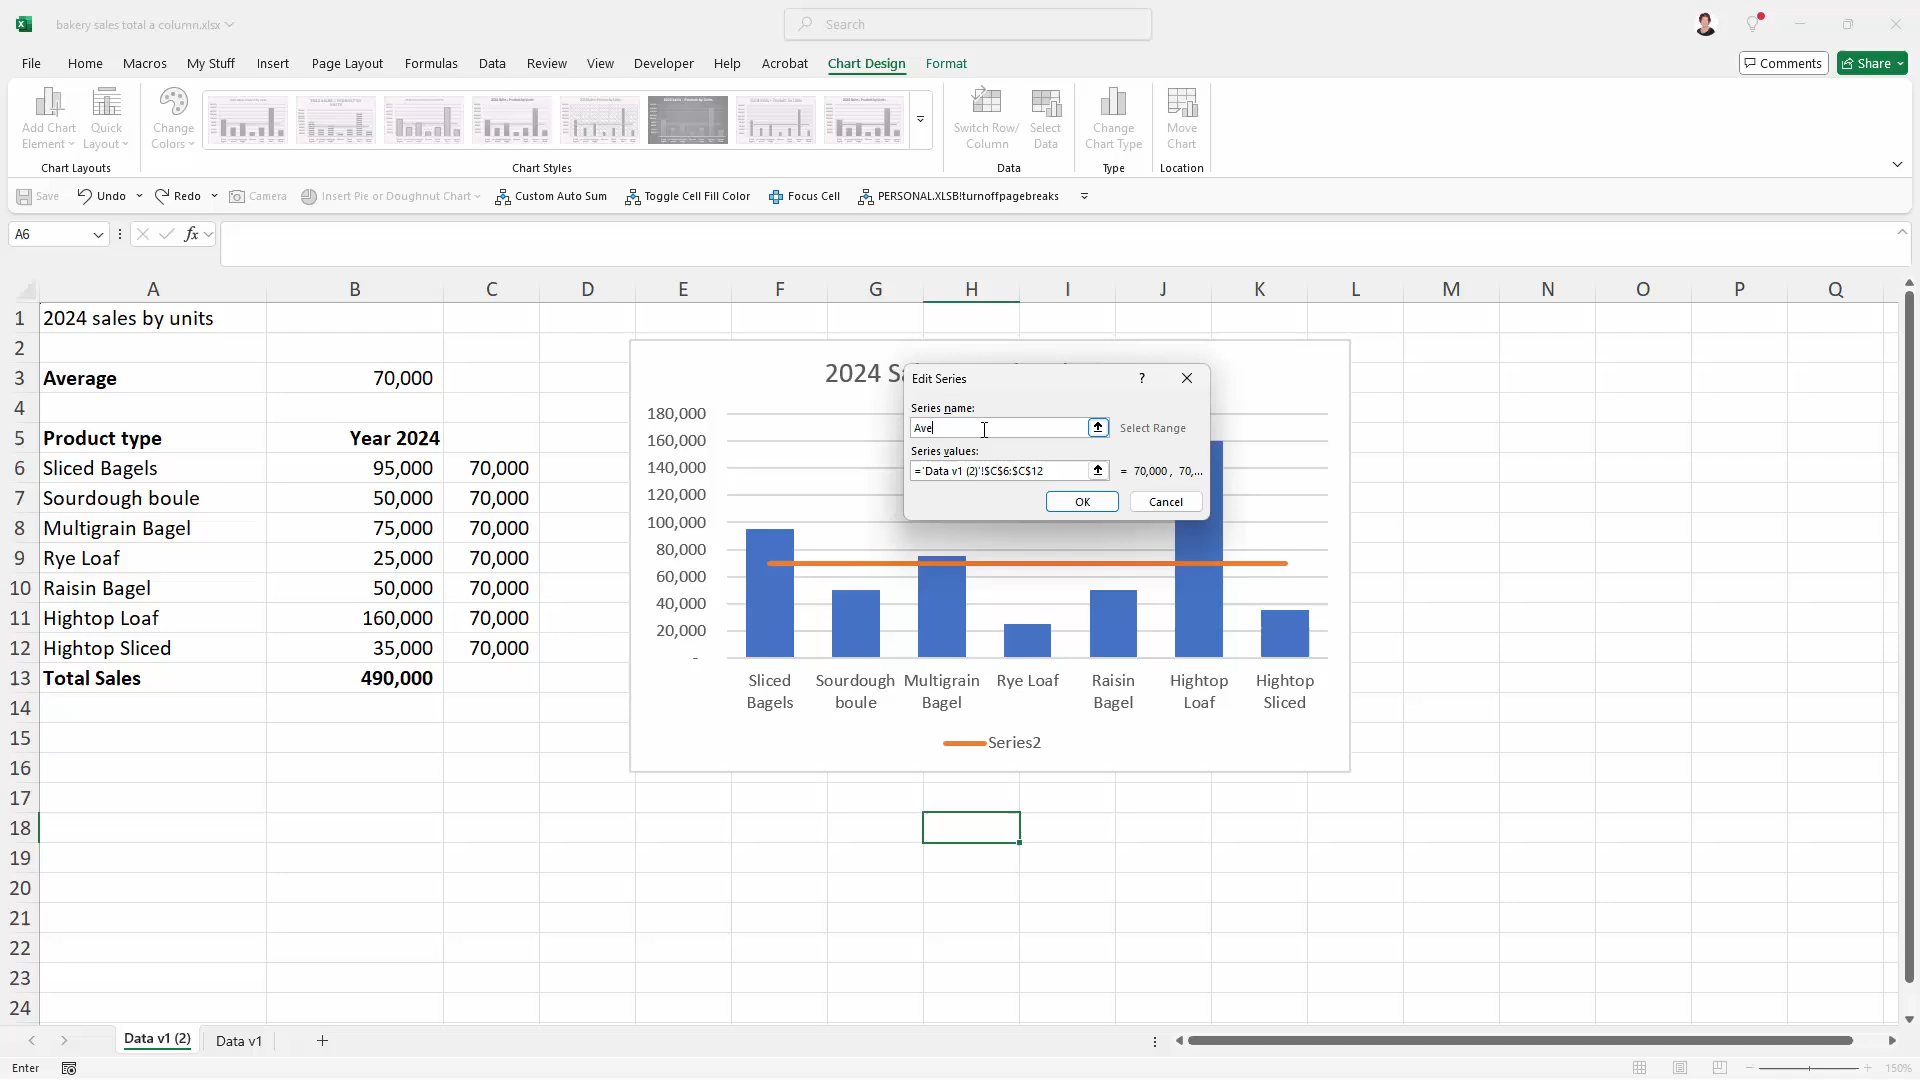 bakery sales total a column.xlsx
Search
File Home Macros My Stuff Insert Page Layout Formulas Data Review View Developer Help Acrobat Chart Design Format
Comments Share
Add Chart Element
Quick Layout
Change Colors
Switch Row/ Column
Select Data
Change Chart Type
Move Chart
Chart Layouts Chart Styles Data Type Location
Save Undo Redo Camera Insert Pie or Doughnut Chart Custom Auto Sum Toggle Cell Fill Color Focus Cell PERSONAL.XLSB!turnoffpagebreaks
A6 fx
A B C D E F G H I J K L M N O P Q
1 2024 sales by units
2
3 Average 70,000
4
5 Product type Year 2024
6 Sliced Bagels 95,000 70,000
7 Sourdough boule 50,000 70,000
8 Multigrain Bagel 75,000 70,000
9 Rye Loaf 25,000 70,000
10 Raisin Bagel 50,000 70,000
11 Hightop Loaf 160,000 70,000
12 Hightop Sliced 35,000 70,000
13 Total Sales 490,000
14
15
16
17
18
19
20
21
22
23
24
2024 S
180,000
160,000
140,000
120,000
100,000
80,000
60,000
40,000
20,000
-
Sliced Bagels
Sourdough boule
Multigrain Bagel
Rye Loaf
Raisin Bagel
Hightop Loaf
Hightop Sliced
Series2
Edit Series ?
Series name:
Ave Select Range
Series values:
='Data v1 (2)'!$C$6:$C$12 = 70,000 , 70,...
OK Cancel
Data v1 (2) Data v1
Enter 150%